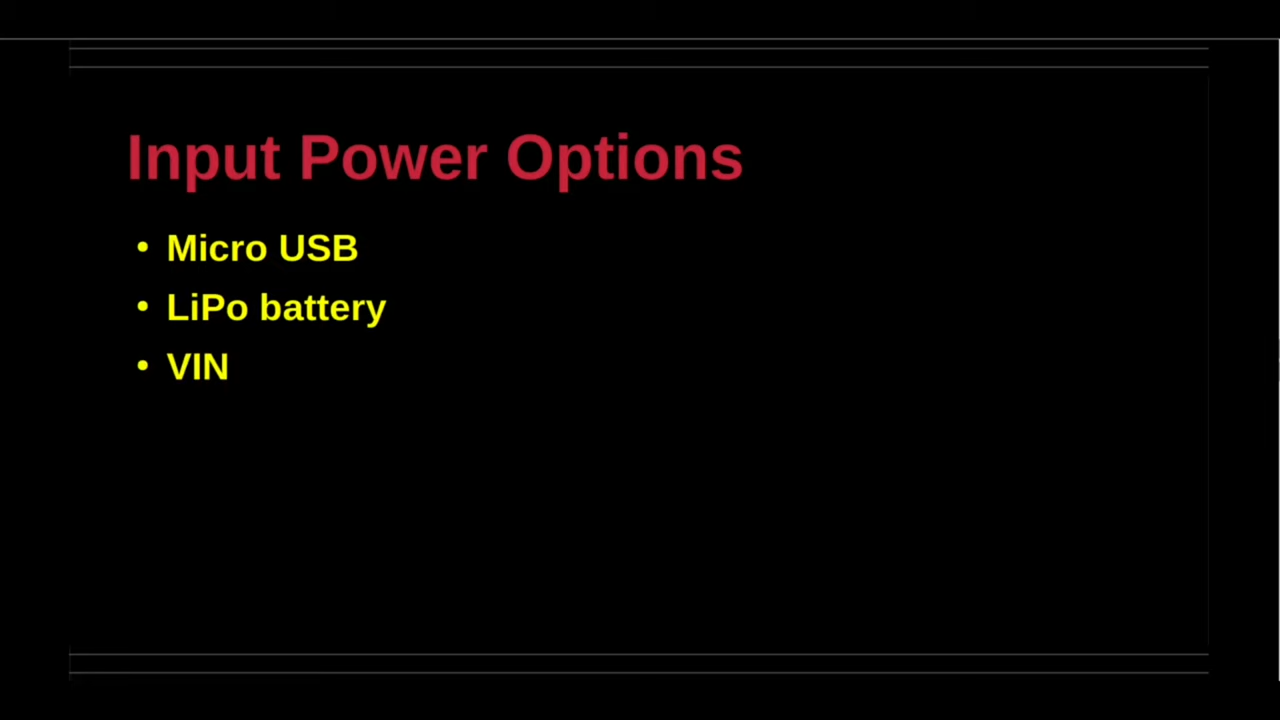 Input Power Options
• Micro USB
• LiPo battery
• VIN